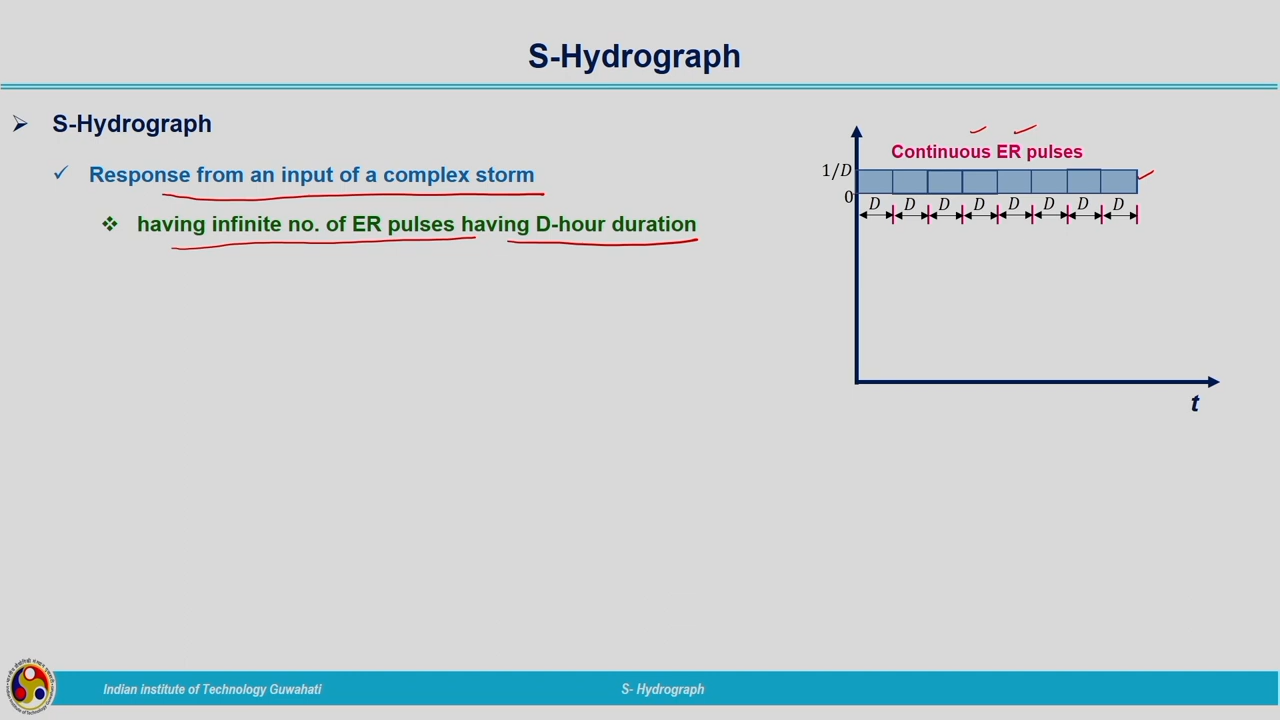 S-Hydrograph
S-Hydrograph
Response from an input of a complex storm
having infinite no. of ER pulses having D-hour duration
Continuous ER pulses
1/D
0
D D D D D D D D
t
Indian institute of Technology Guwahati
S- Hydrograph